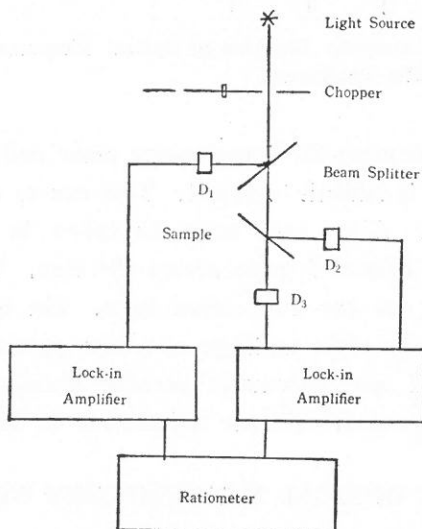 Light Source
Chopper
D1
Beam Splitter
Sample
D2
D3
Lock-in
Amplifier
Lock-in
Amplifier
Ratiometer